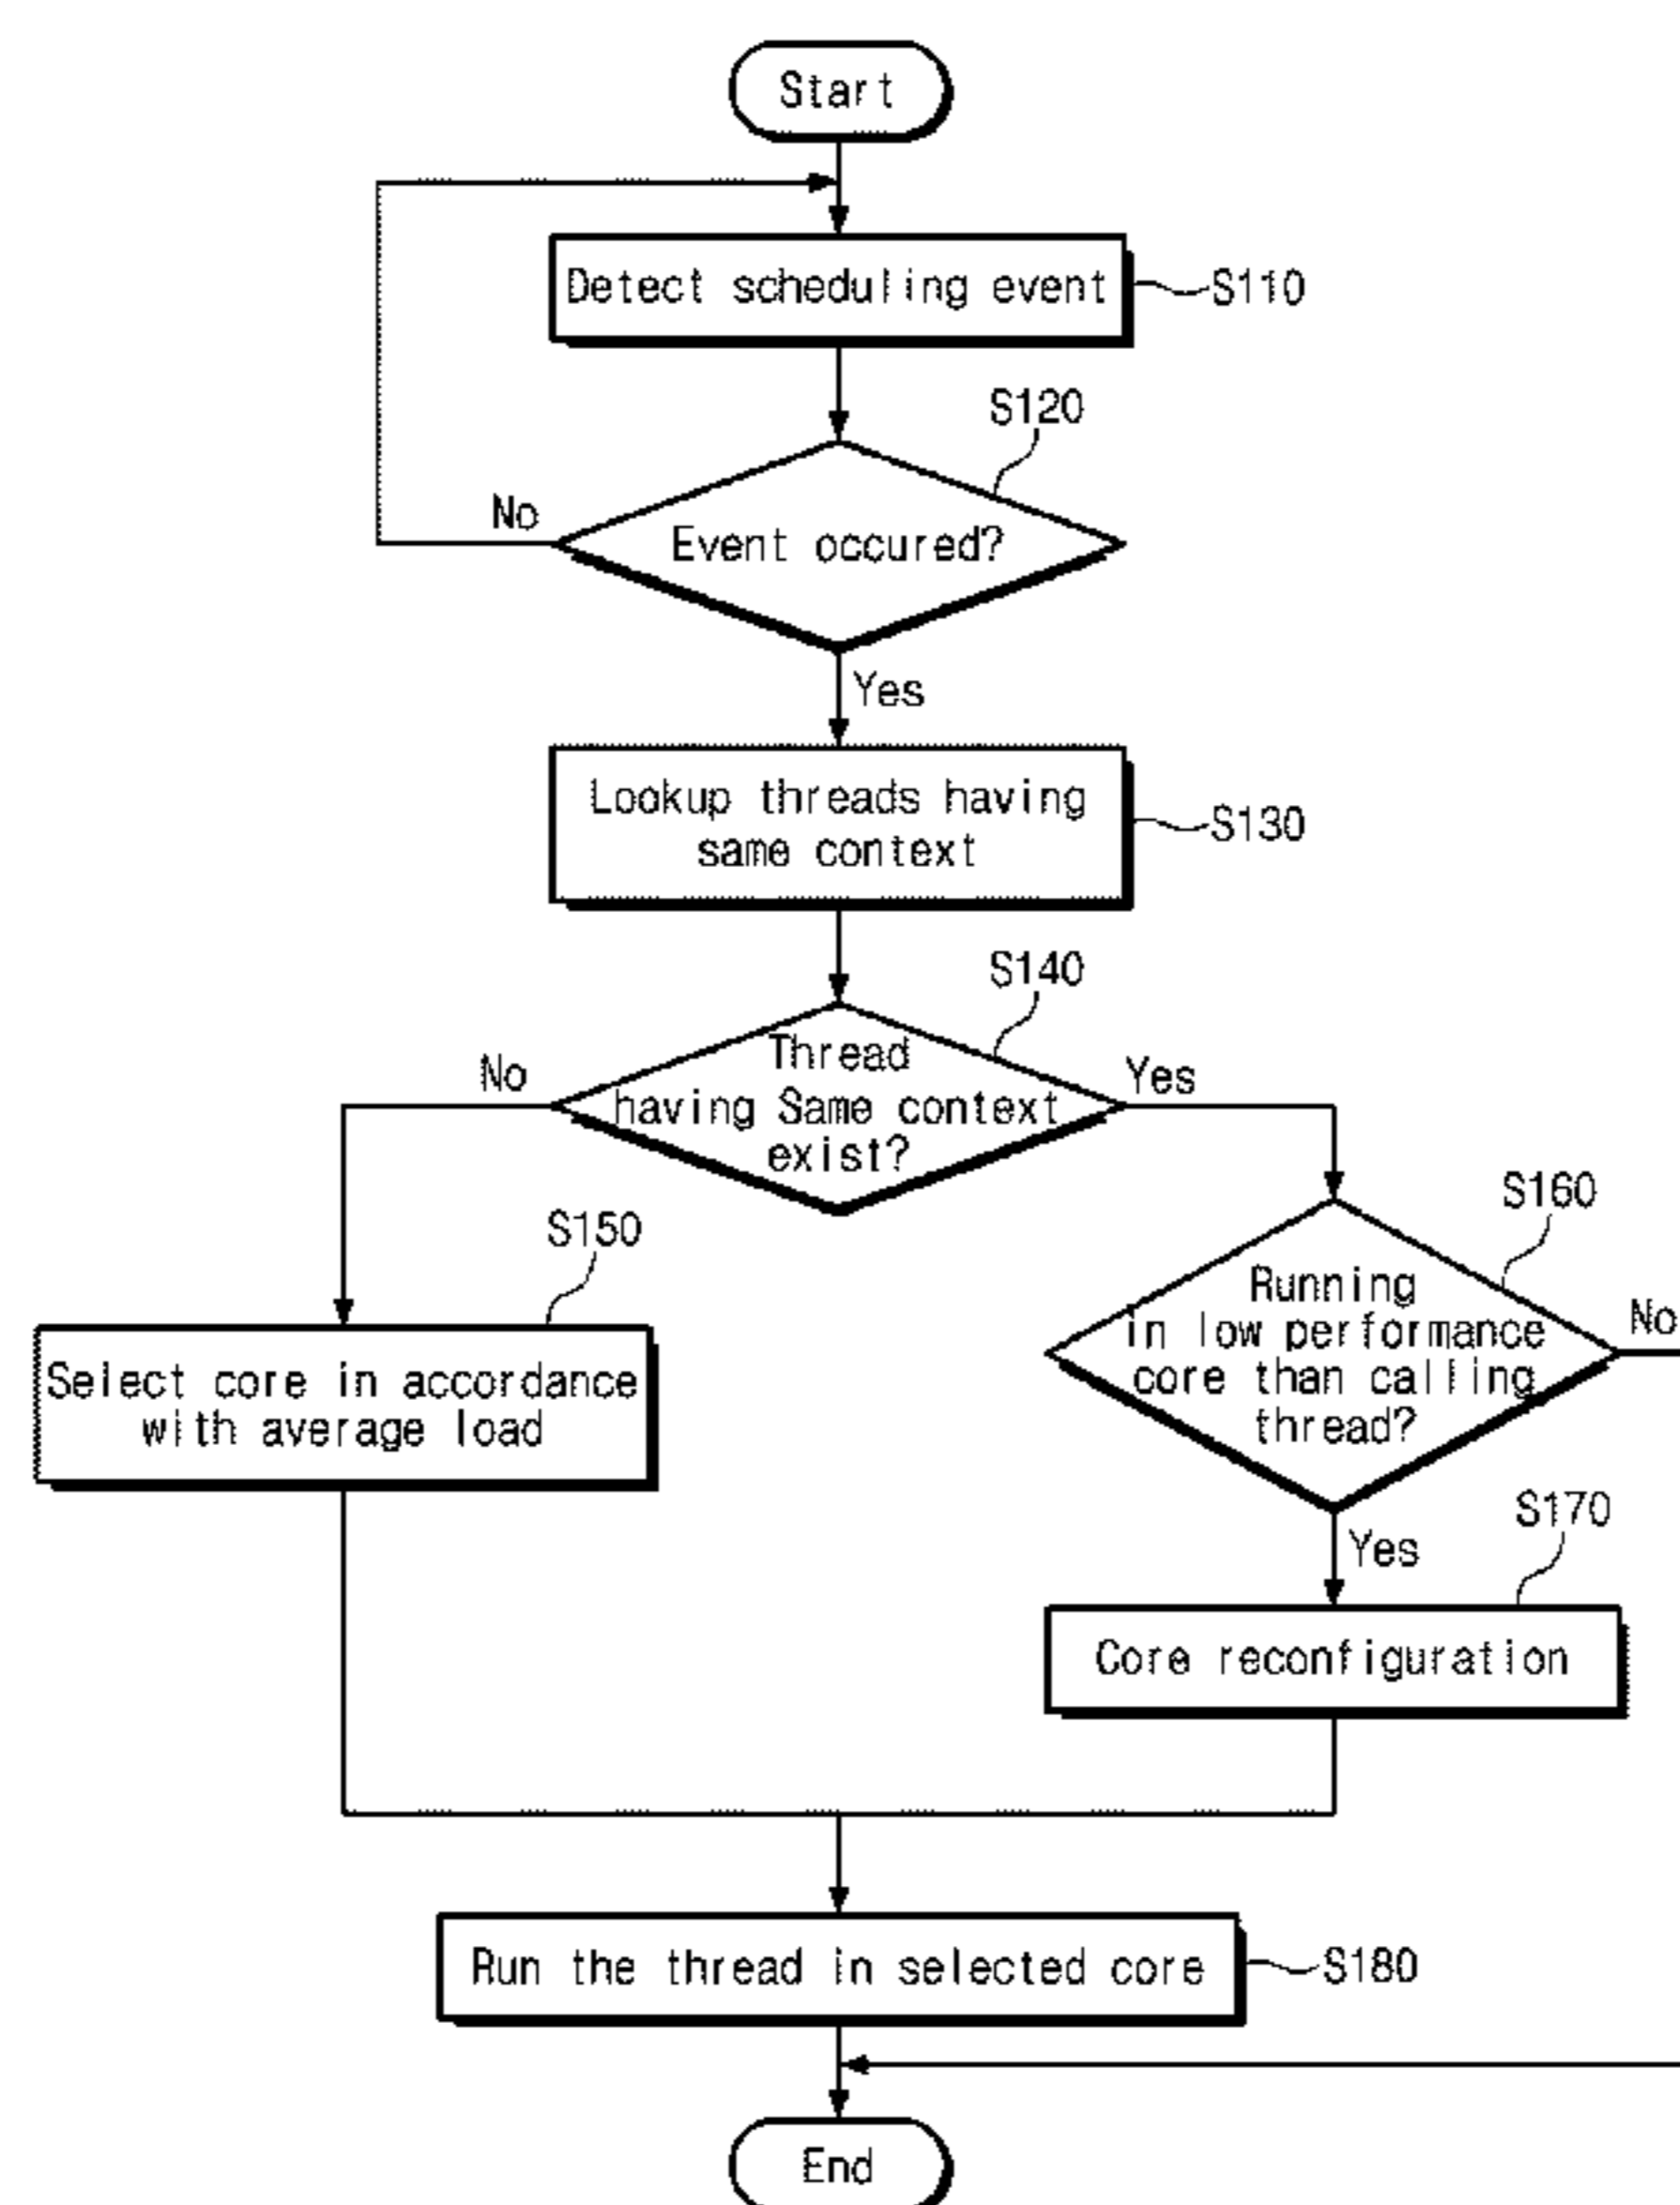 Start
Detect scheduling event
S110
S120
No
Event occured?
Yes
Lookup threads having
same context
S130
S140
No
Thread
having Same context
exist?
Yes
S150
Select core in accordance
with average load
S160
Running
in low performance
core than calling
thread?
No
Yes
S170
Core reconfiguration
Run the thread in selected core
S180
End